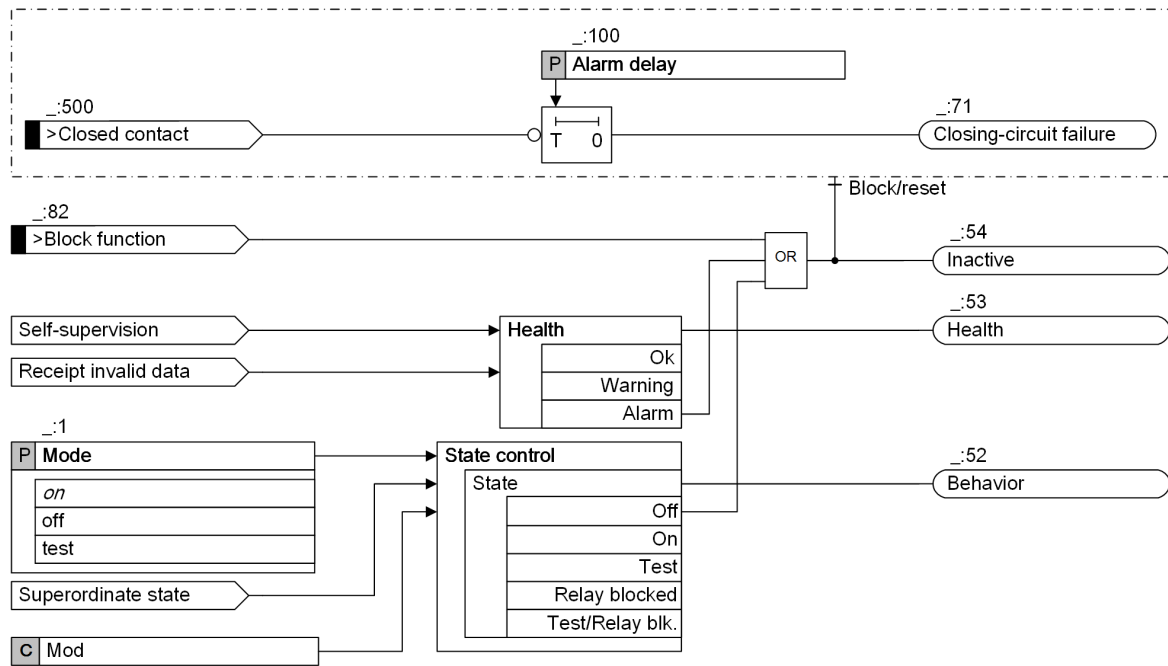 _:100
P Alarm delay
_:500
>Closed contact
T 0
_:71
Closing-circuit failure
Block/reset
_:82
>Block function
OR
_:54
Inactive
Self-supervision
Receipt invalid data
Health
Ok
Warning
Alarm
_:53
Health
_:1
P Mode
on
off
test
Superordinate state
C Mod
State control
State
Off
On
Test
Relay blocked
Test/Relay blk.
_:52
Behavior